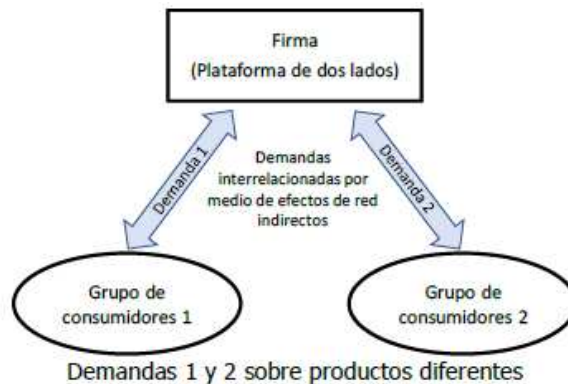 Firma
(Plataforma de dos lados)
Demanda 1
Demandas
interrelacionadas por
medio de efectos de red
indirectos
Demanda 2
Grupo de
consumidores 1
Grupo de
consumidores 2
Demandas 1 y 2 sobre productos diferentes